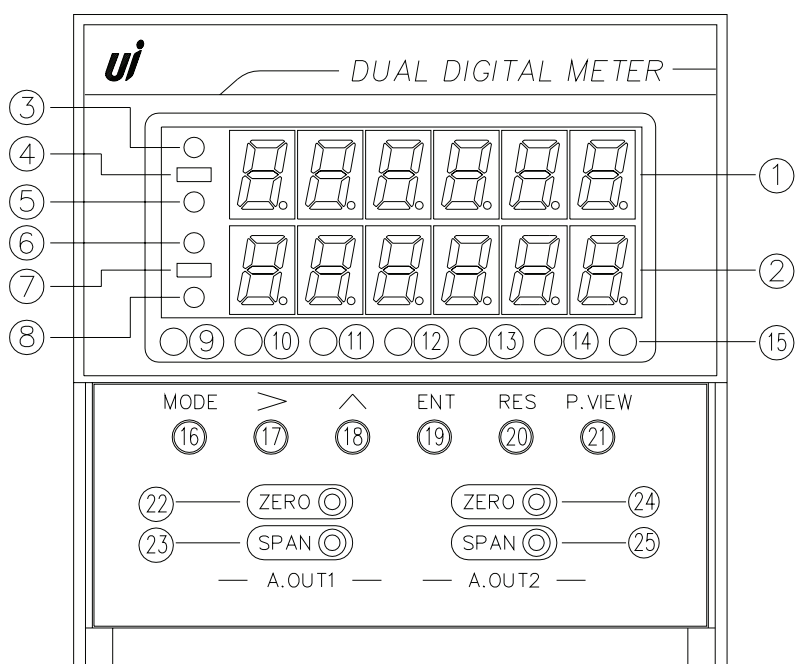 ui
DUAL DIGITAL METER
③
④
⑤
⑥
⑦
⑧
①
②
⑨ ⑩ ⑪ ⑫ ⑬ ⑭ ⑮
MODE > ^ ENT RES P.VIEW
⑯ ⑰ ⑱ ⑲ ⑳ ㉑
㉒ ZERO ZERO ㉔
㉓ SPAN SPAN ㉕
A.OUT1 A.OUT2